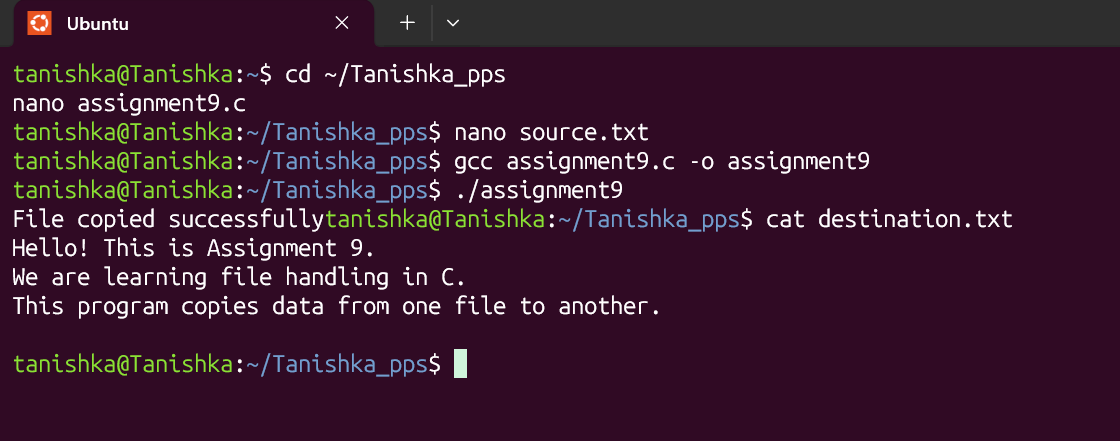 Ubuntu
tanishka@Tanishka:~$ cd ~/Tanishka_pps
nano assignment9.c
tanishka@Tanishka:~/Tanishka_pps$ nano source.txt
tanishka@Tanishka:~/Tanishka_pps$ gcc assignment9.c -o assignment9
tanishka@Tanishka:~/Tanishka_pps$ ./assignment9
File copied successfullytanishka@Tanishka:~/Tanishka_pps$ cat destination.txt
Hello! This is Assignment 9.
We are learning file handling in C.
This program copies data from one file to another.
tanishka@Tanishka:~/Tanishka_pps$